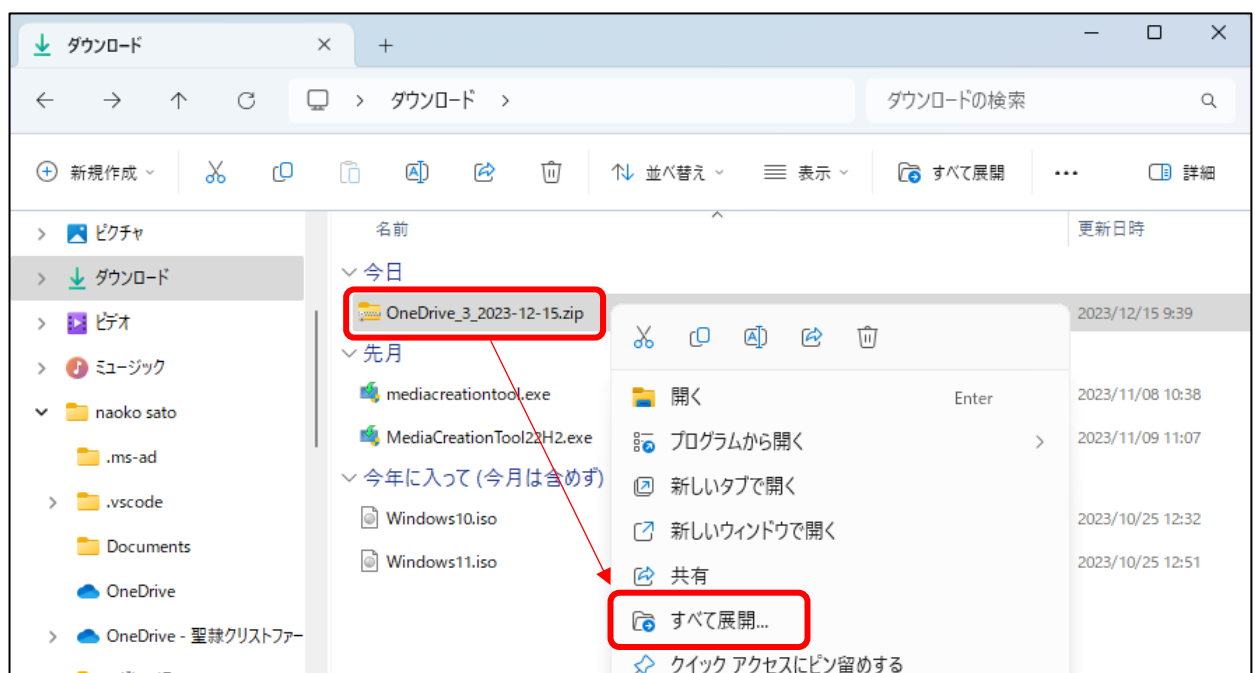 ダウンロード
ダウンロード
ダウンロードの検索
新規作成
並べ替え
表示
すべて展開
詳細
ピクチャ
ダウンロード
ビデオ
ミュージック
naoko sato
.ms-ad
.vscode
Documents
OneDrive
OneDrive - 聖隷クリストファー
名前
更新日時
今日
OneDrive_3_2023-12-15.zip
2023/12/15 9:39
先月
mediacreationtool.exe
2023/11/08 10:38
MediaCreationTool22H2.exe
2023/11/09 11:07
今年に入って (今月は含めず)
Windows10.iso
2023/10/25 12:32
Windows11.iso
2023/10/25 12:51
開く
Enter
プログラムから開く
新しいタブで開く
新しいウィンドウで開く
共有
すべて展開...
クイック アクセスにピン留めする